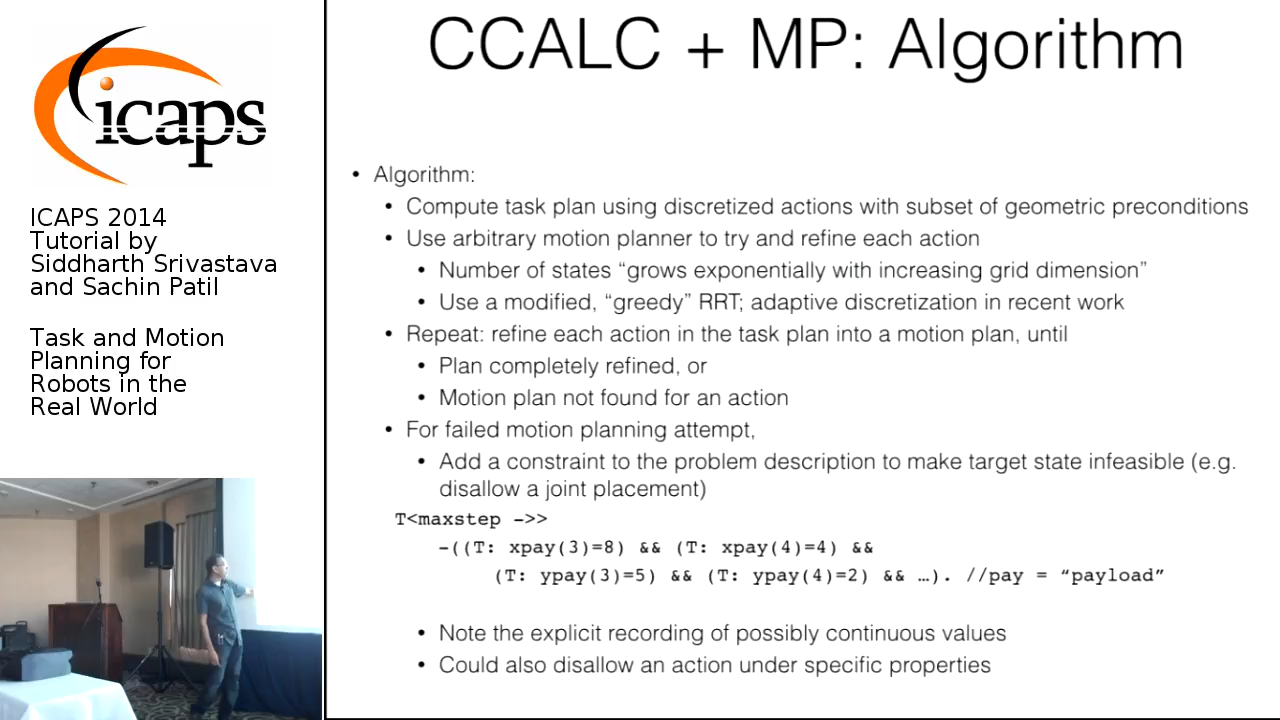 icaps
ICAPS 2014
Tutorial by
Siddharth Srivastava
and Sachin Patil
Task and Motion
Planning for
Robots in the
Real World
CCALC + MP: Algorithm
• Algorithm:
• Compute task plan using discretized actions with subset of geometric preconditions
• Use arbitrary motion planner to try and refine each action
• Number of states “grows exponentially with increasing grid dimension”
• Use a modified, “greedy” RRT; adaptive discretization in recent work
• Repeat: refine each action in the task plan into a motion plan, until
• Plan completely refined, or
• Motion plan not found for an action
• For failed motion planning attempt,
• Add a constraint to the problem description to make target state infeasible (e.g.
disallow a joint placement)
T<maxstep ->>
-((T: xpay(3)=8) && (T: xpay(4)=4) &&
(T: ypay(3)=5) && (T: ypay(4)=2) && …). //pay = “payload”
• Note the explicit recording of possibly continuous values
• Could also disallow an action under specific properties